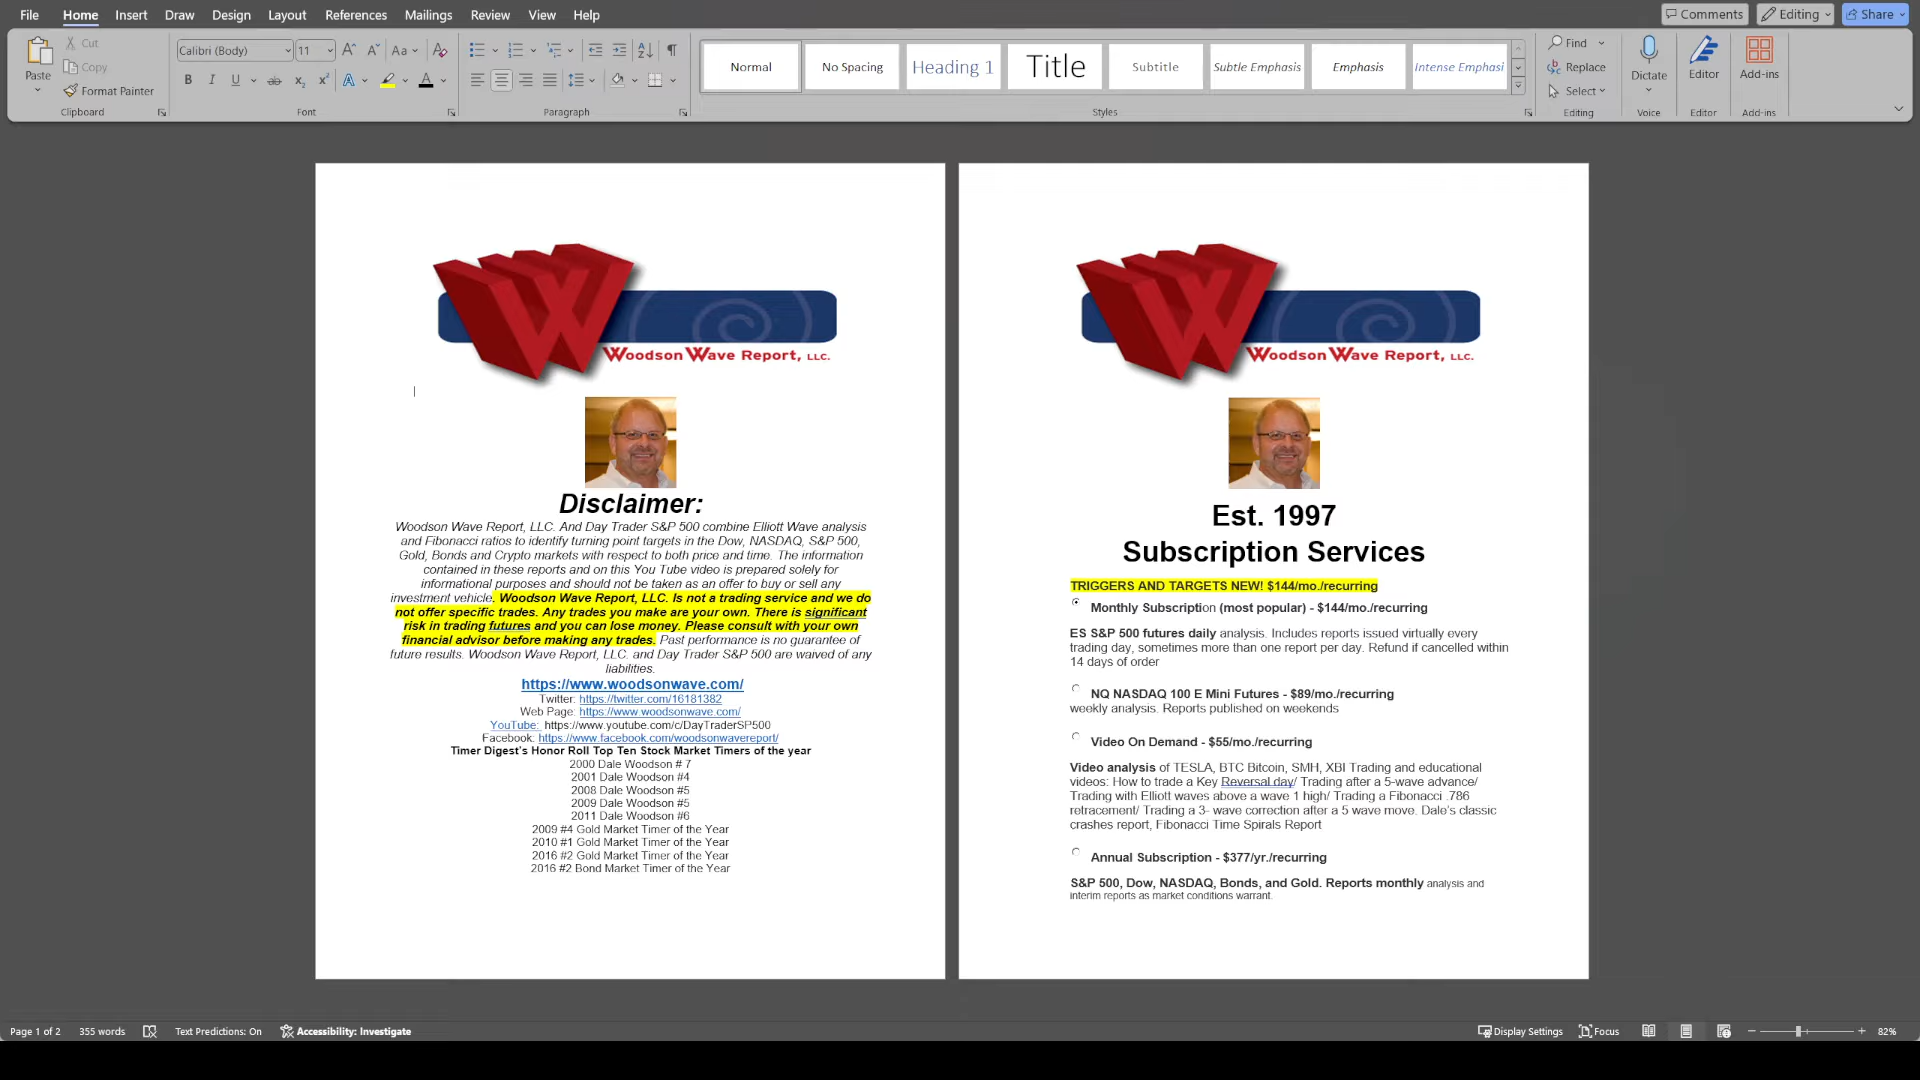 File Home Insert Draw Design Layout References Mailings Review View Help
Comments Editing Share
Paste
Cut
Copy
Format Painter
Clipboard
Calibri (Body) 11
Font
Paragraph
Normal
No Spacing
Heading 1
Title
Subtitle
Subtle Emphasis
Emphasis
Intense Emphasi
Styles
Find
Replace
Select
Editing
Dictate
Voice
Editor
Editor
Add-ins
Add-ins
Woodson Wave Report, LLC.
Disclaimer:
Woodson Wave Report, LLC. And Day Trader S&P 500 combine Elliott Wave analysis
and Fibonacci ratios to identify turning point targets in the Dow, NASDAQ, S&P 500,
Gold, Bonds and Crypto markets with respect to both price and time. The information
contained in these reports and on this You Tube video is prepared solely for
informational purposes and should not be taken as an offer to buy or sell any
investment vehicle. Woodson Wave Report, LLC. Is not a trading service and we do
not offer specific trades. Any trades you make are your own. There is significant
risk in trading futures and you can lose money. Please consult with your own
financial advisor before making any trades. Past performance is no guarantee of
future results. Woodson Wave Report, LLC. and Day Trader S&P 500 are waived of any
liabilities.
https://www.woodsonwave.com/
Twitter: https://twitter.com/16181382
Web Page: https://www.woodsonwave.com/
YouTube: https://www.youtube.com/c/DayTraderSP500
Facebook: https://www.facebook.com/woodsonwavereport/
Timer Digest's Honor Roll Top Ten Stock Market Timers of the year
2000 Dale Woodson # 7
2001 Dale Woodson #4
2008 Dale Woodson #5
2009 Dale Woodson #5
2011 Dale Woodson #6
2009 #4 Gold Market Timer of the Year
2010 #1 Gold Market Timer of the Year
2016 #2 Gold Market Timer of the Year
2016 #2 Bond Market Timer of the Year
Woodson Wave Report, LLC.
Est. 1997
Subscription Services
TRIGGERS AND TARGETS NEW! $144/mo./recurring
Monthly Subscription (most popular) - $144/mo./recurring
ES S&P 500 futures daily analysis. Includes reports issued virtually every
trading day, sometimes more than one report per day. Refund if cancelled within
14 days of order
NQ NASDAQ 100 E Mini Futures - $89/mo./recurring
weekly analysis. Reports published on weekends
Video On Demand - $55/mo./recurring
Video analysis of TESLA, BTC Bitcoin, SMH, XBI Trading and educational
videos: How to trade a Key Reversal day/ Trading after a 5-wave advance/
Trading with Elliott waves above a wave 1 high/ Trading a Fibonacci .786
retracement/ Trading a 3- wave correction after a 5 wave move. Dale's classic
crashes report, Fibonacci Time Spirals Report
Annual Subscription - $377/yr./recurring
S&P 500, Dow, NASDAQ, Bonds, and Gold. Reports monthly analysis and
interim reports as market conditions warrant.
Page 1 of 2 355 words Text Predictions: On Accessibility: Investigate
Display Settings Focus 82%